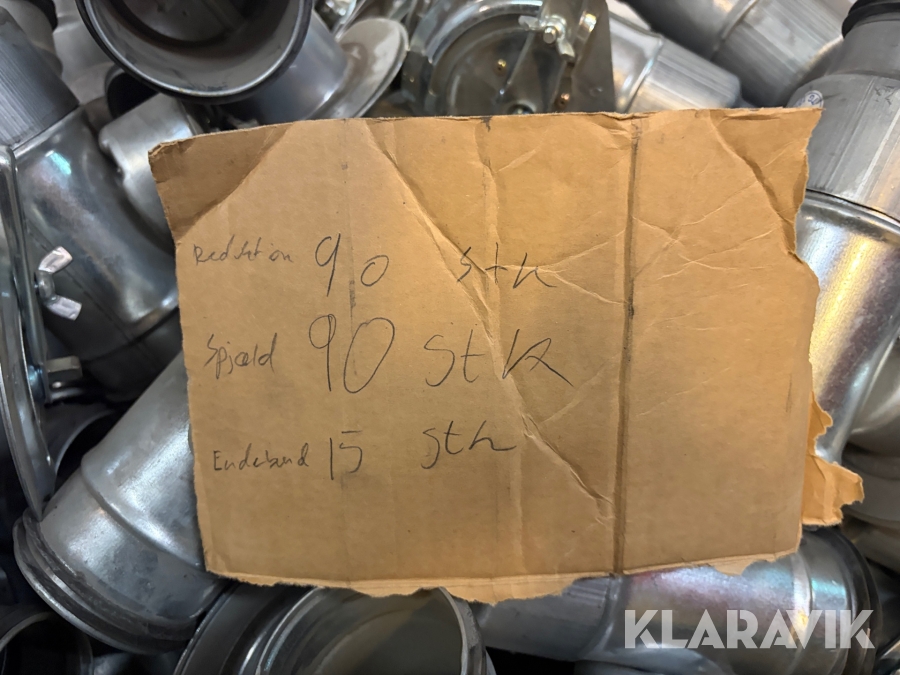 Reduktion 90 stk
Spjæld 90 stk
Endebund 15 stk
KLARAVIK